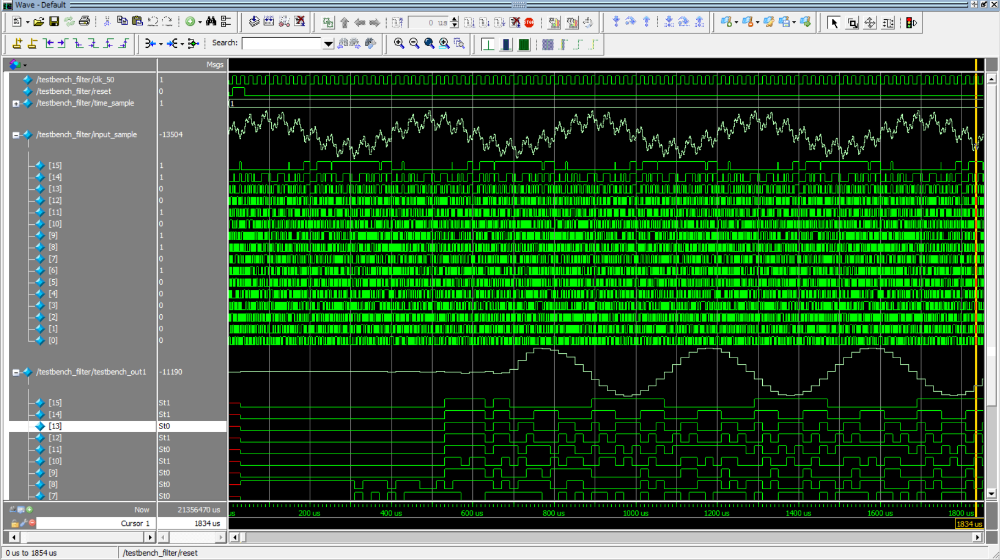 Wave - Default
0 us
STOP
Search:
Msgs
/testbench_filter/clk_50 1
/testbench_filter/reset 0
/testbench_filter/time_sample 1 1
/testbench_filter/input_sample -13504
[15] 1
[14] 1
[13] 0
[12] 0
[11] 1
[10] 0
[9] 1
[8] 1
[7] 0
[6] 1
[5] 0
[4] 0
[3] 0
[2] 0
[1] 0
[0] 0
/testbench_filter/testbench_out1 -11190
[15] St1
[14] St1
[13] St0
[12] St1
[11] St0
[10] St1
[9] St0
[8] St0
[7] St0
Now 21356470 us us 200 us 400 us 600 us 800 us 1000 us 1200 us 1400 us 1600 us 1800 us
Cursor 1 1834 us 1834 us
0 us to 1854 us /testbench_filter/reset